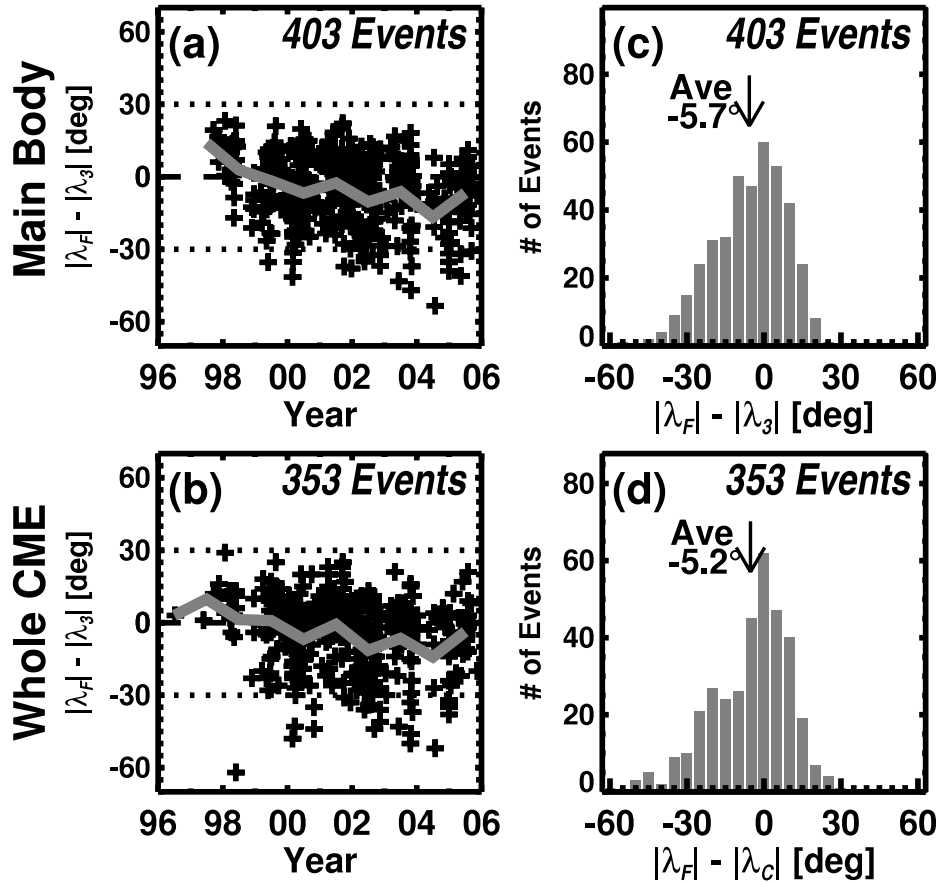 Main Body
|λF| - |λ3| [deg]
60
30
0
-30
-60
(a) 403 Events
96 98 00 02 04 06
Year
# of Events
80
60
40
20
0
(c) 403 Events
Ave
-5.7°
-60 -30 0 30 60
|λF| - |λ3| [deg]
Whole CME
|λF| - |λ3| [deg]
60
30
0
-30
-60
(b) 353 Events
96 98 00 02 04 06
Year
# of Events
80
60
40
20
0
(d) 353 Events
Ave
-5.2°
-60 -30 0 30 60
|λF| - |λC| [deg]